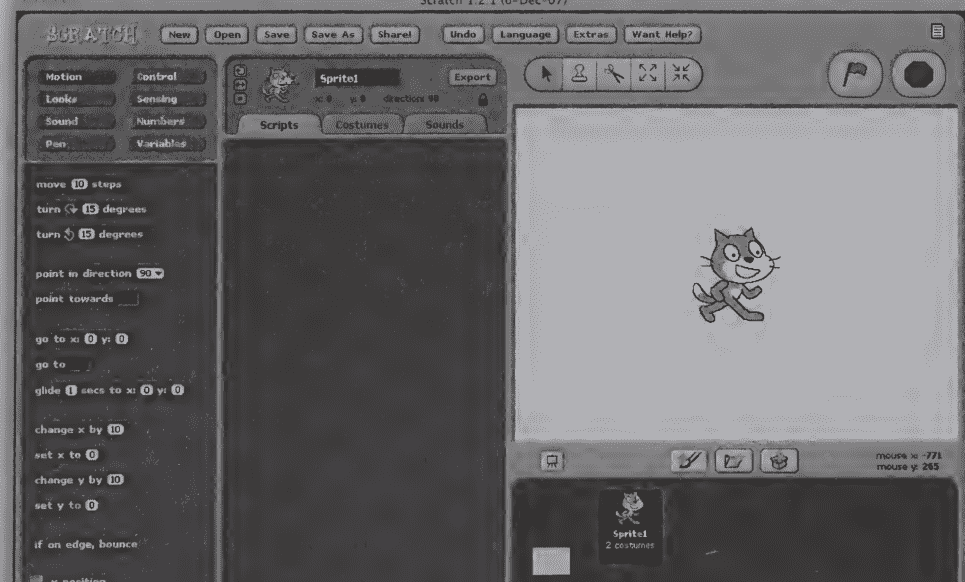 Scratch 1.2.1 (6-Dec-07)
SCRATCH New Open Save Save As Share! Undo Language Extras Want Help?
Motion Control
Looks Sensing
Sound Numbers
Pen Variables
Sprite1 Export
x: 0 y: 0 direction: 90
Scripts Costumes Sounds
move 10 steps
turn 15 degrees
turn 15 degrees
point in direction 90
point towards
go to x: 0 y: 0
go to
glide 1 secs to x: 0 y: 0
change x by 10
set x to 0
change y by 10
set y to 0
if on edge, bounce
x position
mouse x: -771
mouse y: 265
Sprite1
2 costumes